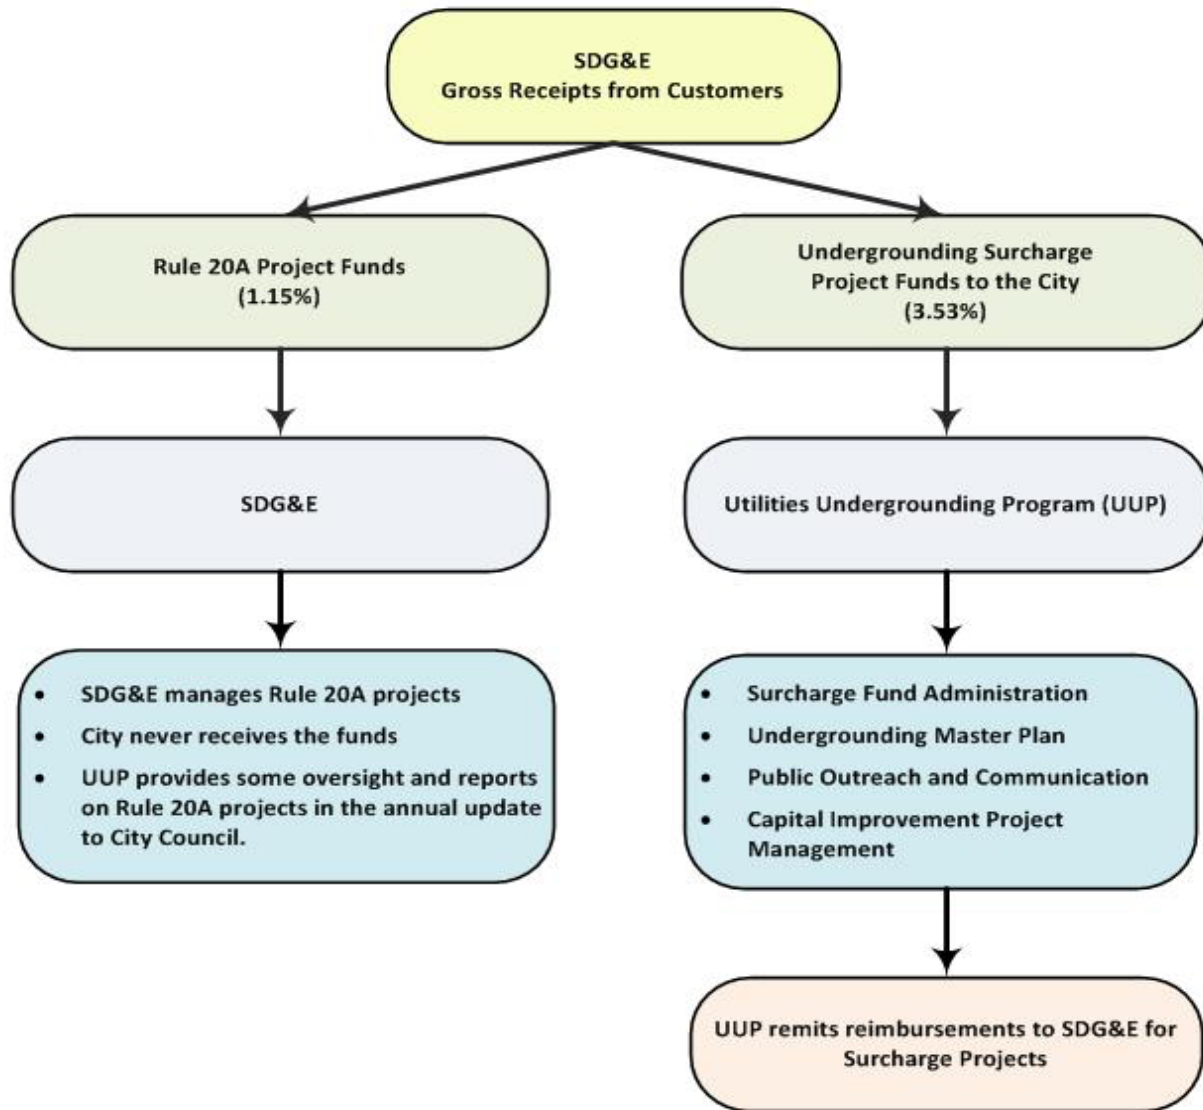 SDG&E
Gross Receipts from Customers
Rule 20A Project Funds
(1.15%)
Undergrounding Surcharge
Project Funds to the City
(3.53%)
SDG&E
Utilities Undergrounding Program (UUP)
• SDG&E manages Rule 20A projects
• City never receives the funds
• UUP provides some oversight and reports
on Rule 20A projects in the annual update
to City Council.
• Surcharge Fund Administration
• Undergrounding Master Plan
• Public Outreach and Communication
• Capital Improvement Project
Management
UUP remits reimbursements to SDG&E for
Surcharge Projects